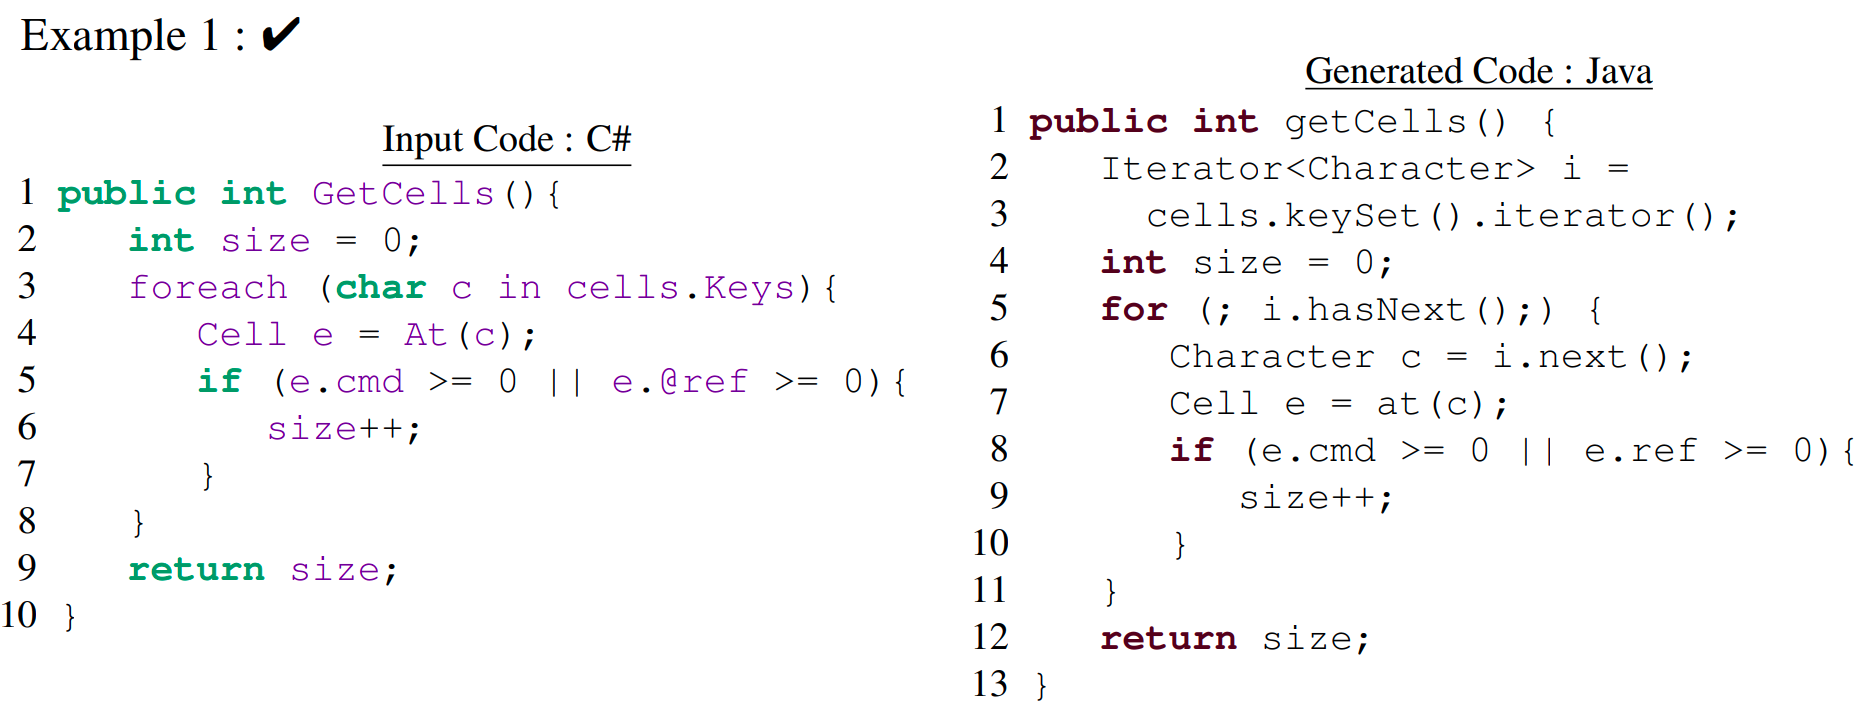 Example 1 : ✔
Input Code : C#
1 public int GetCells(){
2 int size = 0;
3 foreach (char c in cells.Keys){
4 Cell e = At(c);
5 if (e.cmd >= 0 || e.@ref >= 0){
6 size++;
7 }
8 }
9 return size;
10 }
Generated Code : Java
1 public int getCells() {
2 Iterator<Character> i =
3 cells.keySet().iterator();
4 int size = 0;
5 for (; i.hasNext();) {
6 Character c = i.next();
7 Cell e = at(c);
8 if (e.cmd >= 0 || e.ref >= 0){
9 size++;
10 }
11 }
12 return size;
13 }